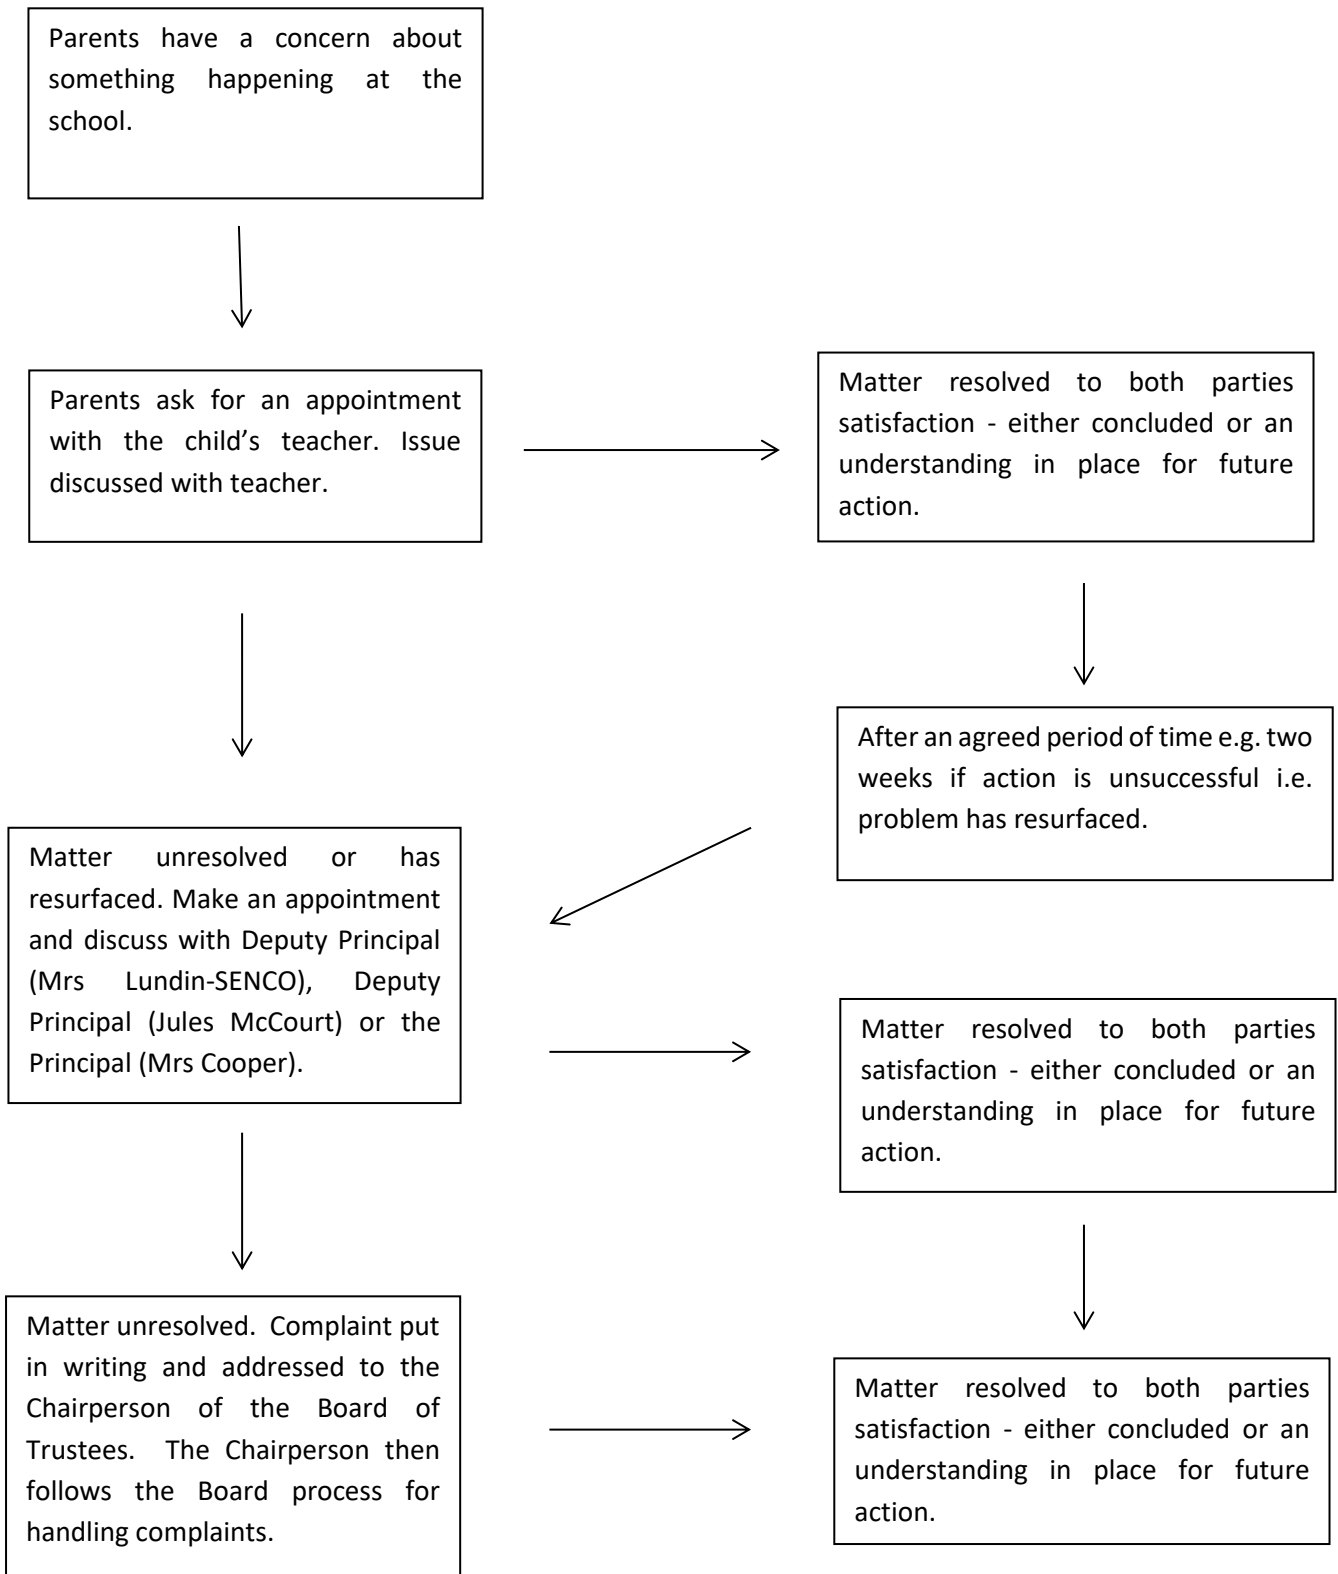 Parents have a concern about
something happening at the
school.
Parents ask for an appointment
with the child’s teacher. Issue
discussed with teacher.
Matter resolved to both parties
satisfaction - either concluded or an
understanding in place for future
action.
After an agreed period of time e.g. two
weeks if action is unsuccessful i.e.
problem has resurfaced.
Matter unresolved or has
resurfaced. Make an appointment
and discuss with Deputy Principal
(Mrs Lundin-SENCO), Deputy
Principal (Jules McCourt) or the
Principal (Mrs Cooper).
Matter resolved to both parties
satisfaction - either concluded or an
understanding in place for future
action.
Matter unresolved.  Complaint put
in writing and addressed to the
Chairperson of the Board of
Trustees.  The Chairperson then
follows the Board process for
handling complaints.
Matter resolved to both parties
satisfaction - either concluded or an
understanding in place for future
action.